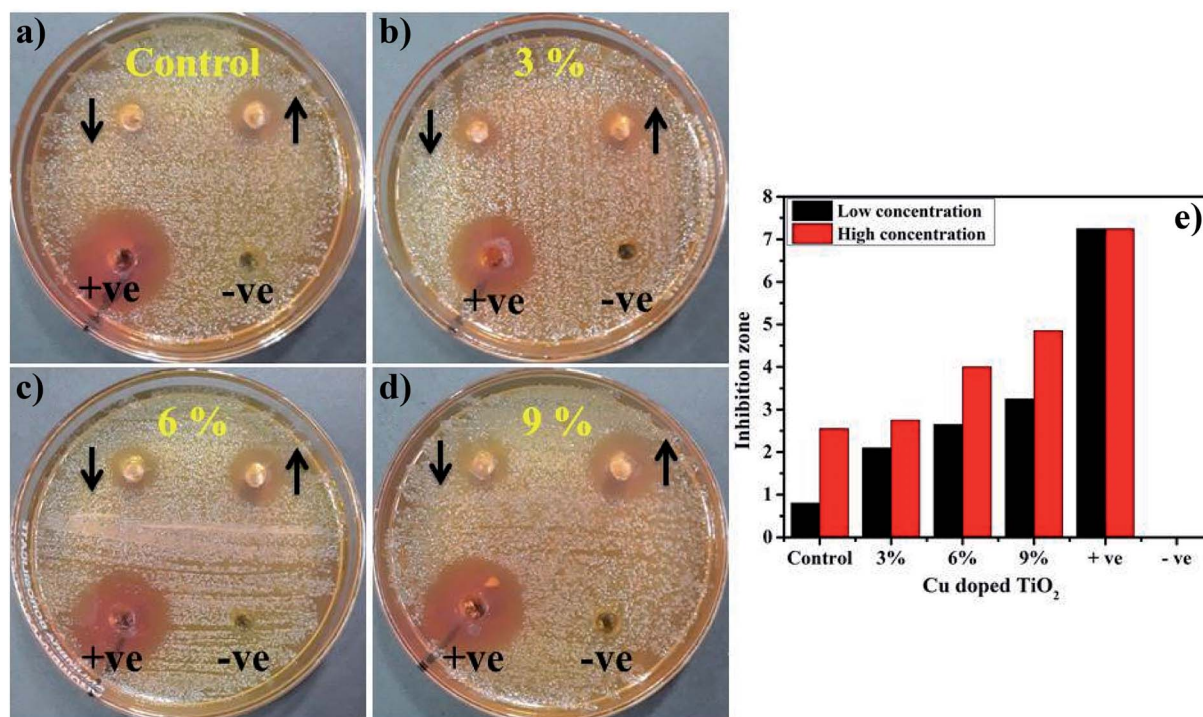 a)
Control
+ve
-ve
b)
3 %
+ve
-ve
c)
6 %
+ve
-ve
d)
9 %
+ve
-ve
e)
Low concentration
High concentration
Inhibition zone
8
7
6
5
4
3
2
1
0
Control 3% 6% 9% + ve - ve
Cu doped TiO₂